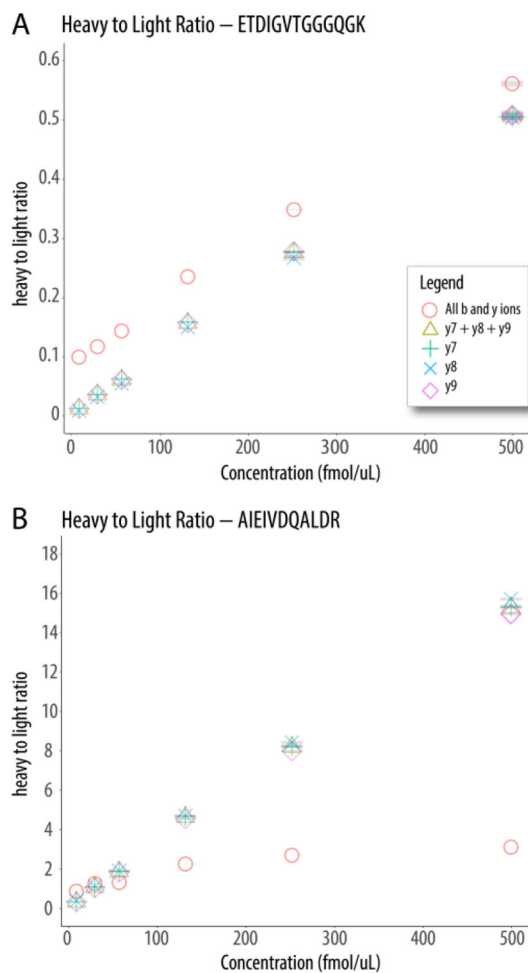 A
Heavy to Light Ratio – ETDIGVTGGGQGK
0.6
0.5
0.3
0.2
0.1
0
heavy to light ratio
Legend
All b and y ions
y7 + y8 + y9
y7
y8
y9
0 100 200 300 400 500
Concentration (fmol/uL)
B
Heavy to Light Ratio – AIEIVDQALDR
18
16
14
12
10
8
6
4
2
0
heavy to light ratio
0 100 200 300 400 500
Concentration (fmol/uL)